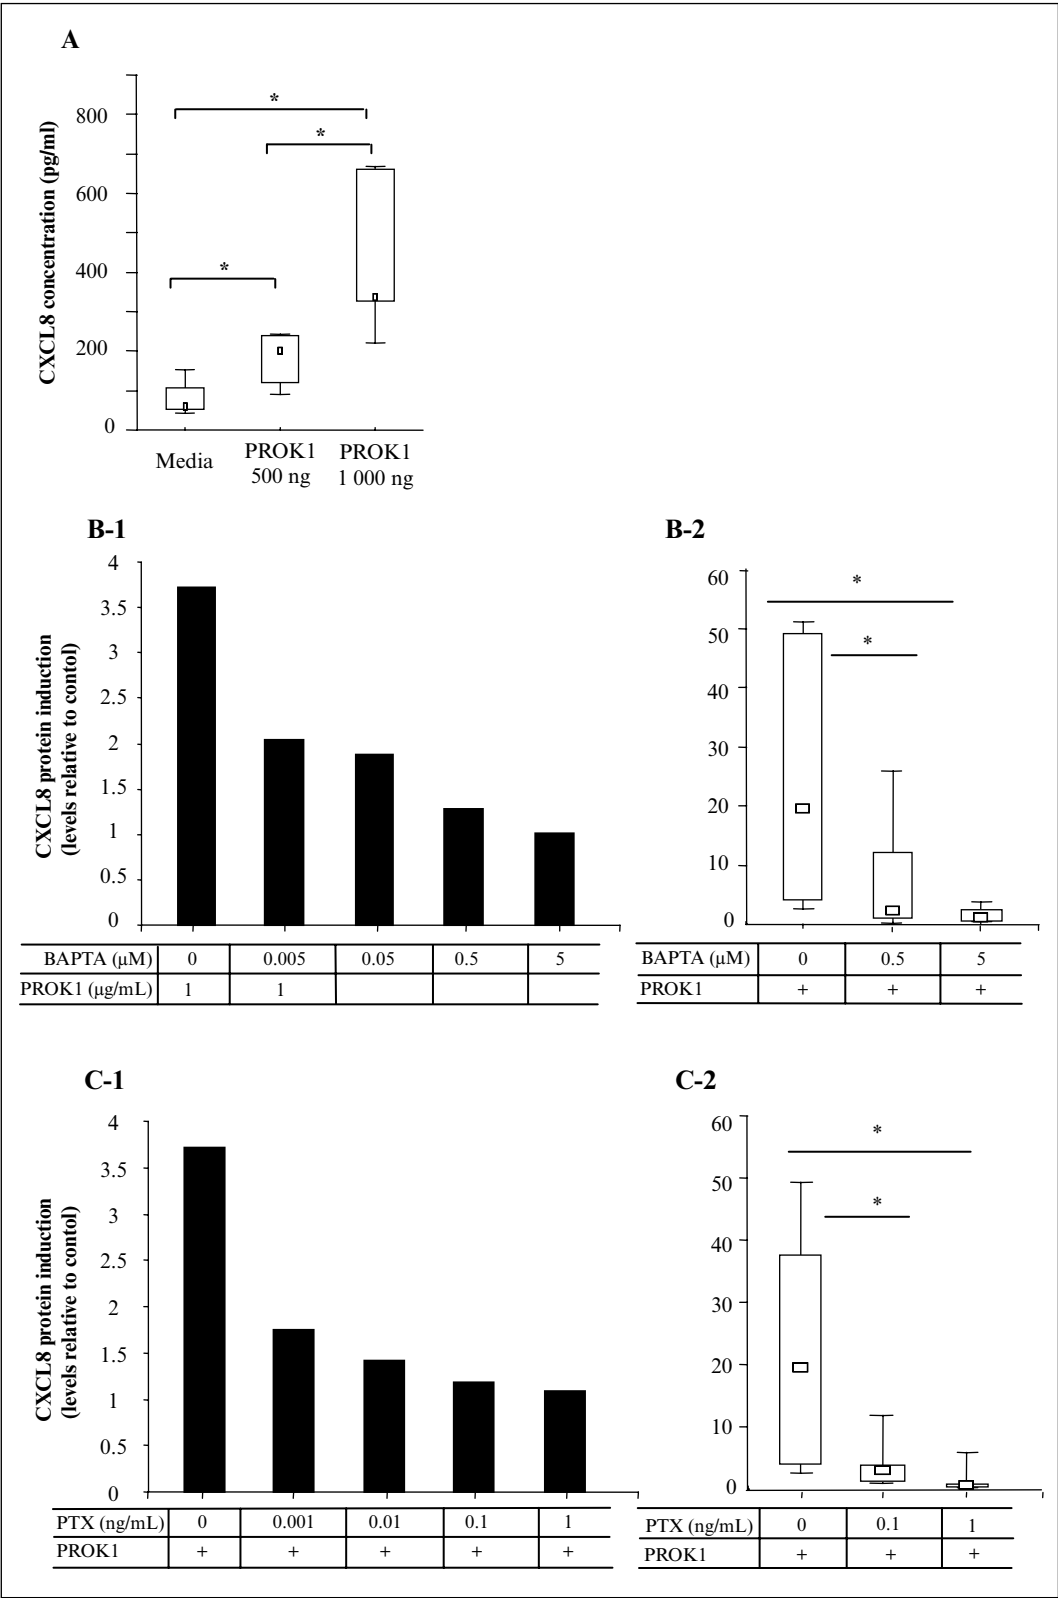 A
CXCL8 concentration (pg/ml)
800
600
400
200
0
*
*
*
Media
PROK1
500 ng
PROK1
1 000 ng
B-1
CXCL8 protein induction
(levels relative to contol)
4
3.5
3
2.5
2
1.5
1
0.5
0
BAPTA (µM) 0 0.005 0.05 0.5 5
PROK1 (µg/mL) 1 1
B-2
60
50
40
30
20
10
0
*
*
BAPTA (µM) 0 0.5 5
PROK1 + + +
C-1
CXCL8 protein induction
(levels relative to contol)
4
3.5
3
2.5
2
1.5
1
0.5
0
PTX (ng/mL) 0 0.001 0.01 0.1 1
PROK1 + + + + +
C-2
60
50
40
30
20
10
0
*
*
PTX (ng/mL) 0 0.1 1
PROK1 + + +